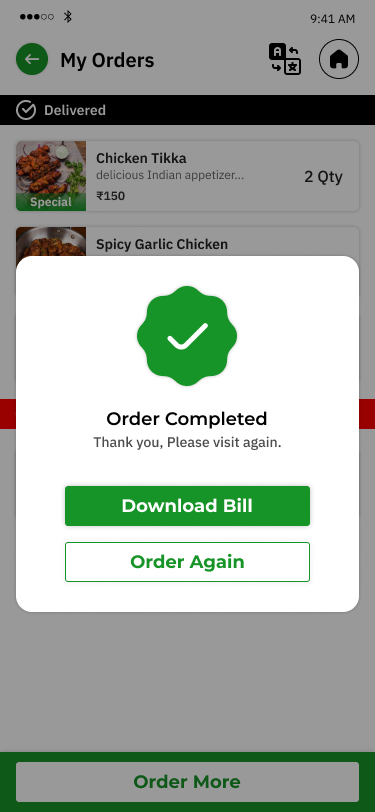 9:41 AM
My Orders
A
Delivered
Chicken Tikka
delicious Indian appetizer...
₹150
2 Qty
Special
Spicy Garlic Chicken
Order Completed
Thank you, Please visit again.
Download Bill
Order Again
Order More